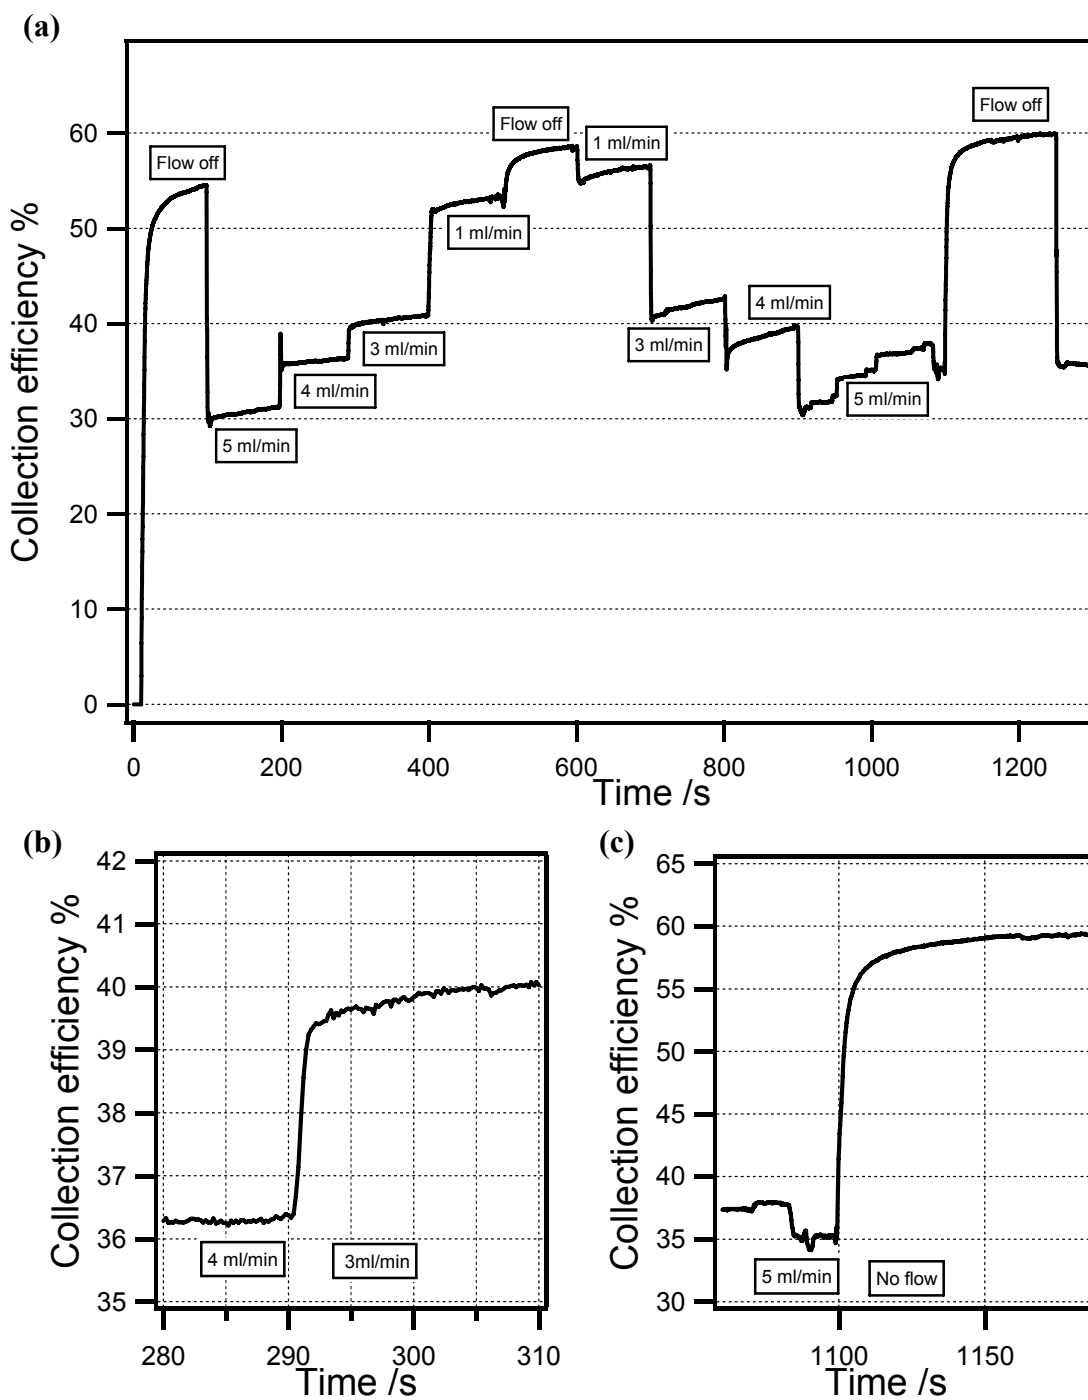 (a)
Collection efficiency %
60
50
40
30
20
10
0
Flow off
5 ml/min
4 ml/min
3 ml/min
1 ml/min
Flow off
1 ml/min
3 ml/min
4 ml/min
5 ml/min
Flow off
0
200
400
600
800
1000
1200
Time /s
(b)
Collection efficiency %
42
41
40
39
38
37
36
35
4 ml/min
3ml/min
280
290
300
310
Time /s
(c)
Collection efficiency %
65
60
55
50
45
40
35
30
5 ml/min
No flow
1100
1150
Time /s